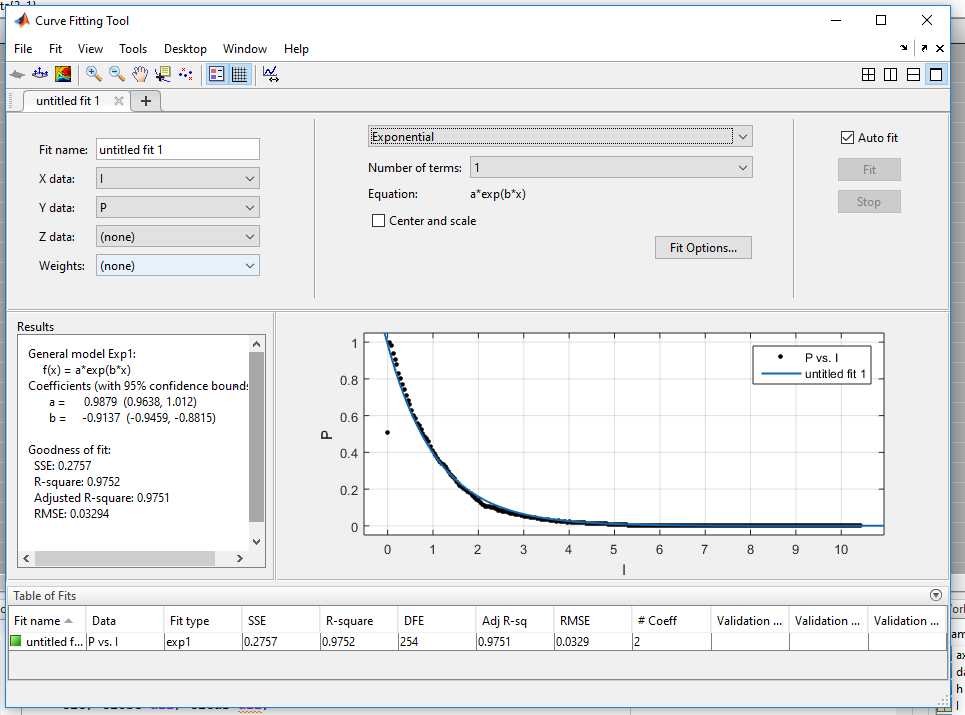 Curve Fitting Tool
File Fit View Tools Desktop Window Help
untitled fit 1
Fit name: untitled fit 1
X data: I
Y data: P
Z data: (none)
Weights: (none)
Exponential
Number of terms: 1
Equation: a*exp(b*x)
Center and scale
Fit Options...
Auto fit
Fit
Stop
Results
General model Exp1:
f(x) = a*exp(b*x)
Coefficients (with 95% confidence bounds
a = 0.9879 (0.9638, 1.012)
b = -0.9137 (-0.9459, -0.8815)
Goodness of fit:
SSE: 0.2757
R-square: 0.9752
Adjusted R-square: 0.9751
RMSE: 0.03294
P vs. I
untitled fit 1
1
0.8
0.6
0.4
0.2
0
P
0 1 2 3 4 5 6 7 8 9 10
I
Table of Fits
Fit name Data Fit type SSE R-square DFE Adj R-sq RMSE # Coeff Validation ... Validation ... Validation ...
untitled f... P vs. I exp1 0.2757 0.9752 254 0.9751 0.0329 2